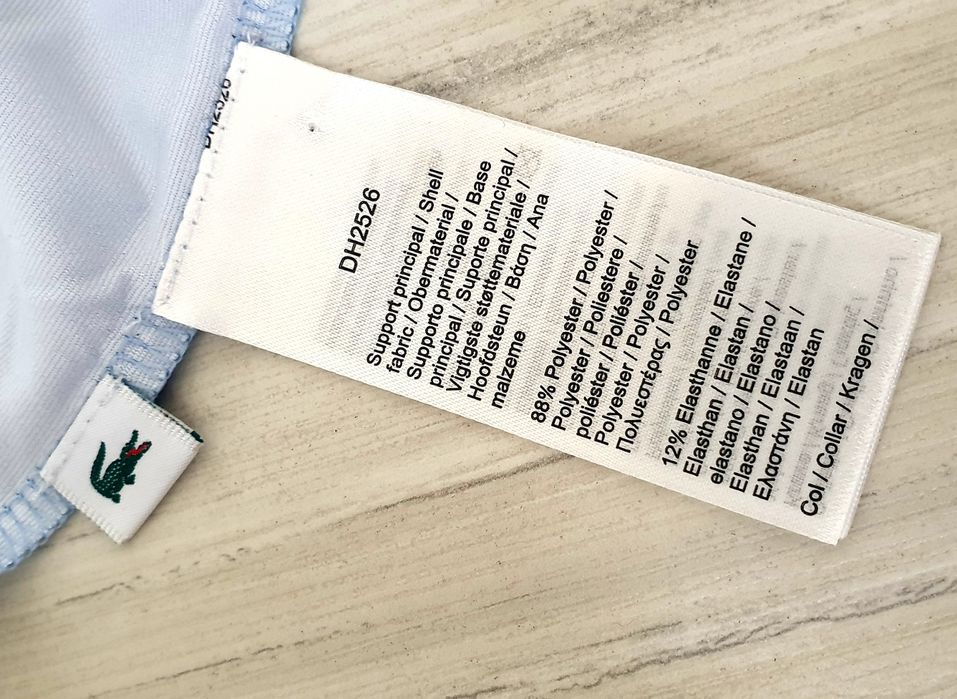 DH2526
DH2526
Support principal / Shell
fabric / Obermaterial /
Supporto principale / Base
principal / Suporte principal /
Vigtigste støttemateriale /
Hoofdsteun / Βάση / Ana
malzeme
88% Polyester / Polyester /
Polyester / Poliestere /
poliéster / Poliéster /
Polyester / Polyester /
Πολυεστέρας / Polyester
12% Elasthanne / Elastane /
Elasthan / Elastan /
elastano / Elastano /
Elasthan / Elastaan /
Ελαστάνη / Elastan
Col / Collar / Kragen /